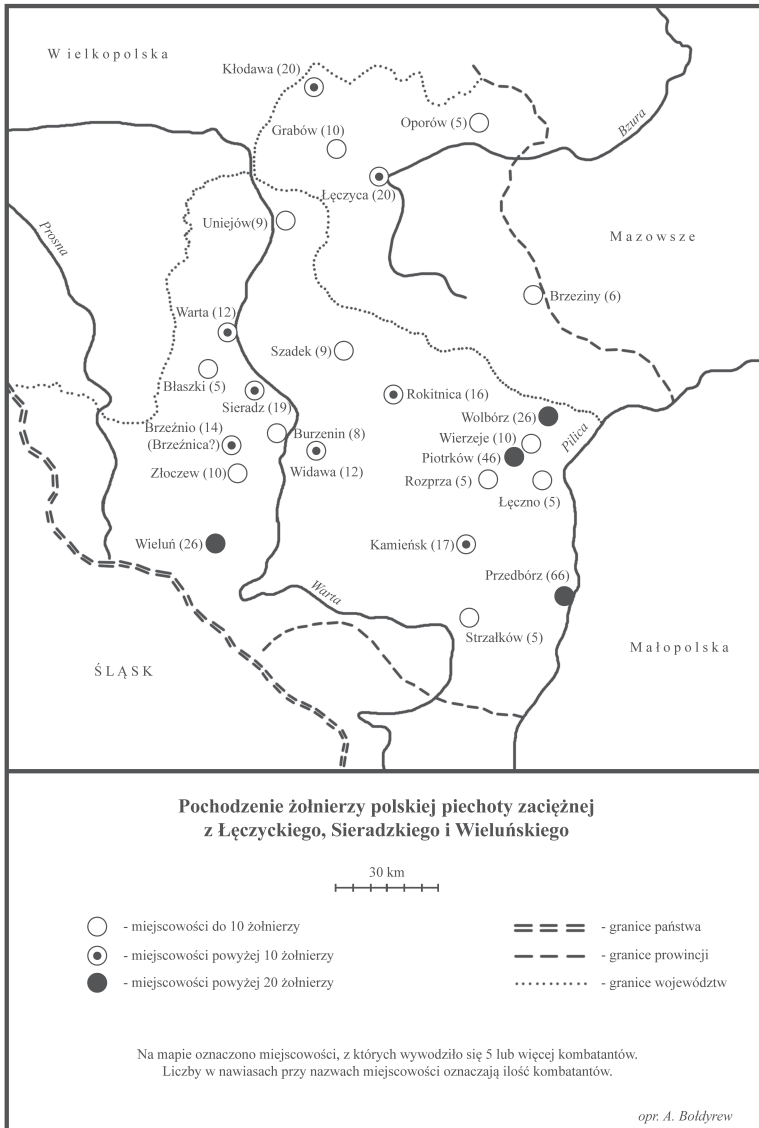 Wielkopolska
Kłodawa (20)
Oporów (5)
Grabów (10)
Bzura
Łęczyca (20)
Uniejów(9)
Prosna
Mazowsze
Brzeziny (6)
Warta (12)
Szadek (9)
Błaszki (5)
Rokitnica (16)
Sieradz (19)
Wolbórz (26)
Brzeźnio (14)
(Brzeźnica?)
Burzenin (8)
Wierzeje (10)
Pilica
Piotrków (46)
Widawa (12)
Złoczew (10)
Rozprza (5)
Łęczno (5)
Wieluń (26)
Kamieńsk (17)
Przedbórz (66)
Warta
Strzałków (5)
Małopolska
ŚLĄSK
Pochodzenie żołnierzy polskiej piechoty zaciężnej
z Łęczyckiego, Sieradzkiego i Wieluńskiego
30 km
- miejscowości do 10 żołnierzy
- granice państwa
- miejscowości powyżej 10 żołnierzy
- granice prowincji
- miejscowości powyżej 20 żołnierzy
- granice województw
Na mapie oznaczono miejscowości, z których wywodziło się 5 lub więcej kombatantów.
Liczby w nawiasach przy nazwach miejscowości oznaczają ilość kombatantów.
opr. A. Bołdyrew